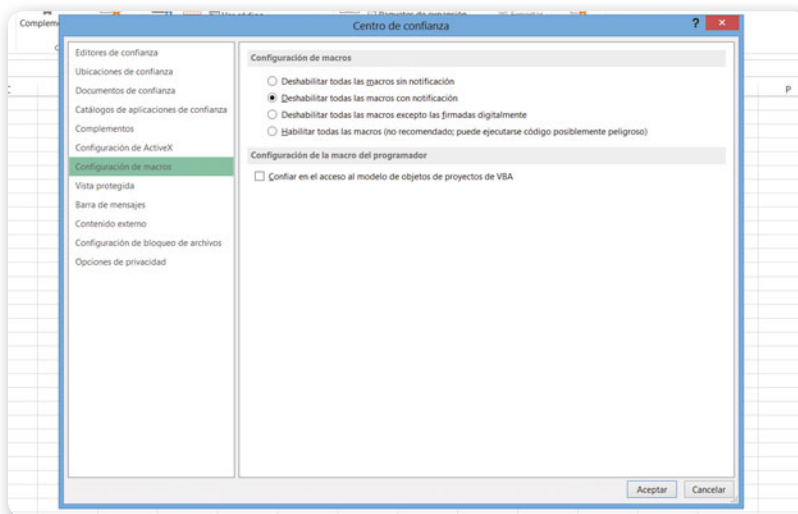 Complem
Centro de confianza
?
Editores de confianza
Ubicaciones de confianza
Documentos de confianza
Catálogos de aplicaciones de confianza
Complementos
Configuración de ActiveX
Configuración de macros
Vista protegida
Barra de mensajes
Contenido externo
Configuración de bloqueo de archivos
Opciones de privacidad
Configuración de macros
Deshabilitar todas las macros sin notificación
Deshabilitar todas las macros con notificación
Deshabilitar todas las macros excepto las firmadas digitalmente
Habilitar todas las macros (no recomendado; puede ejecutarse código posiblemente peligroso)
Configuración de la macro del programador
Confiar en el acceso al modelo de objetos de proyectos de VBA
P
Aceptar
Cancelar